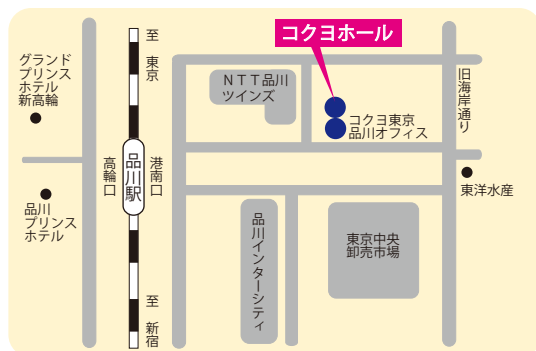 コクヨホール
至
東京
グランド
プリンス
ホテル
新高輪
NTT品川
ツインズ
旧海岸通り
コクヨ東京
品川オフィス
高輪口
品川駅
港南口
東洋水産
品川
プリンス
ホテル
品川インターシティ
東京中央
卸売市場
至
新宿